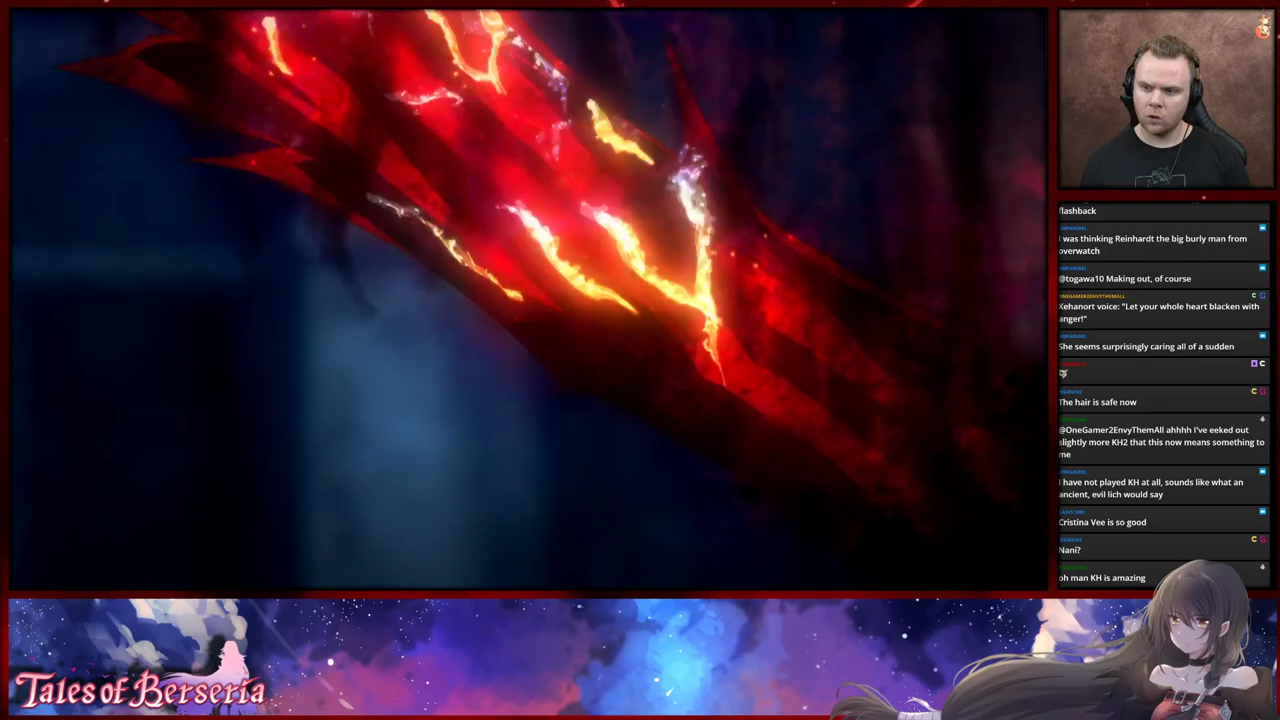 flashback
I was thinking Reinhardt the big burly man from
overwatch
@togawa10 Making out, of course
ONEGAMER2ENVYTHEMALL
Xehanort voice: "Let your whole heart blacken with
anger!"
She seems surprisingly caring all of a sudden
The hair is safe now
@OneGamer2EnvyThemAll ahhhh I've eeked out
slightly more KH2 that this now means something to
me
I have not played KH at all, sounds like what an
ancient, evil lich would say
Cristina Vee is so good
Nani?
oh man KH is amazing
Tales of Berseria